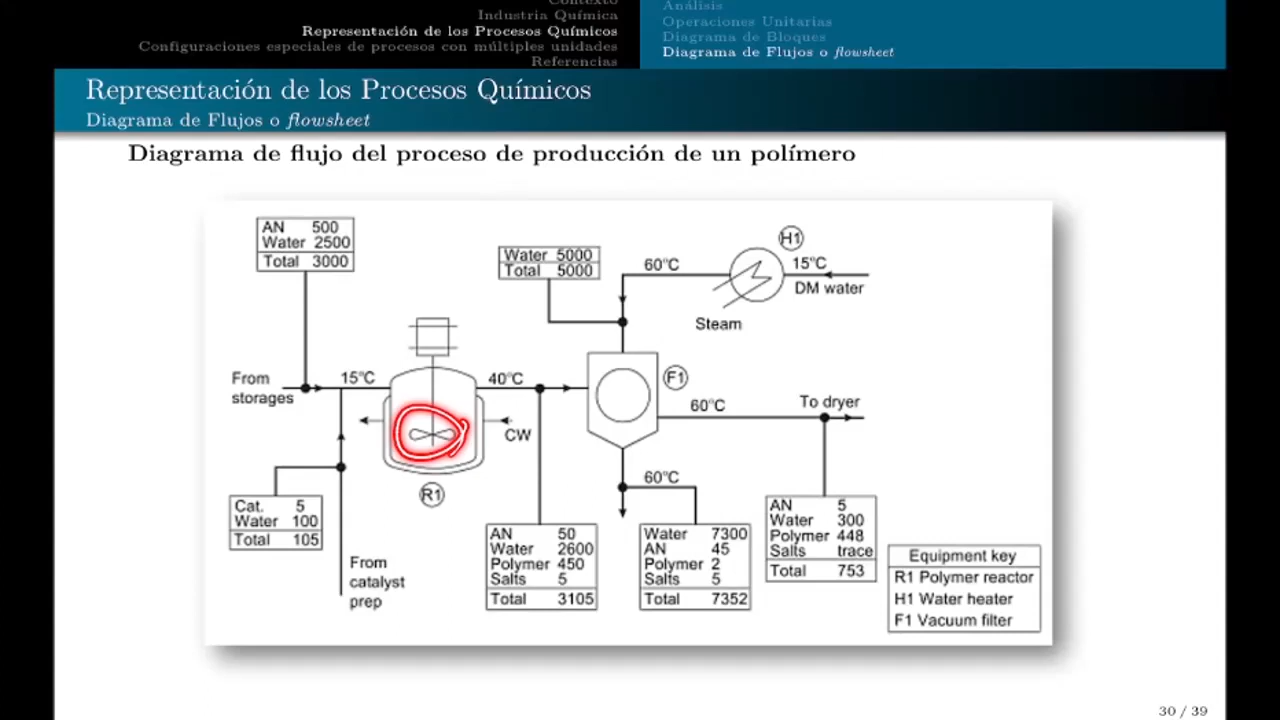 Contexto
Industria Química
Representación de los Procesos Químicos
Configuraciones especiales de procesos con múltiples unidades
Referencias
Análisis
Operaciones Unitarias
Diagrama de Bloques
Diagrama de Flujos o flowsheet
Representación de los Procesos Químicos
Diagrama de Flujos o flowsheet
Diagrama de flujo del proceso de producción de un polímero
AN 500
Water 2500
Total 3000
Water 5000
Total 5000
H1
60°C
15°C
DM water
Steam
From
storages
15°C
40°C
CW
F1
60°C
To dryer
60°C
R1
Cat. 5
Water 100
Total 105
From
catalyst
prep
AN 50
Water 2600
Polymer 450
Salts 5
Total 3105
Water 7300
AN 45
Polymer 2
Salts 5
Total 7352
AN 5
Water 300
Polymer 448
Salts trace
Total 753
Equipment key
R1 Polymer reactor
H1 Water heater
F1 Vacuum filter
30 / 39